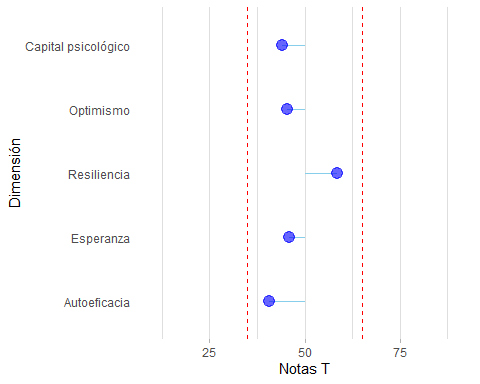 Capital psicológico
Optimismo
Resiliencia
Esperanza
Autoeficacia
Dimensión
25 50 75
Notas T